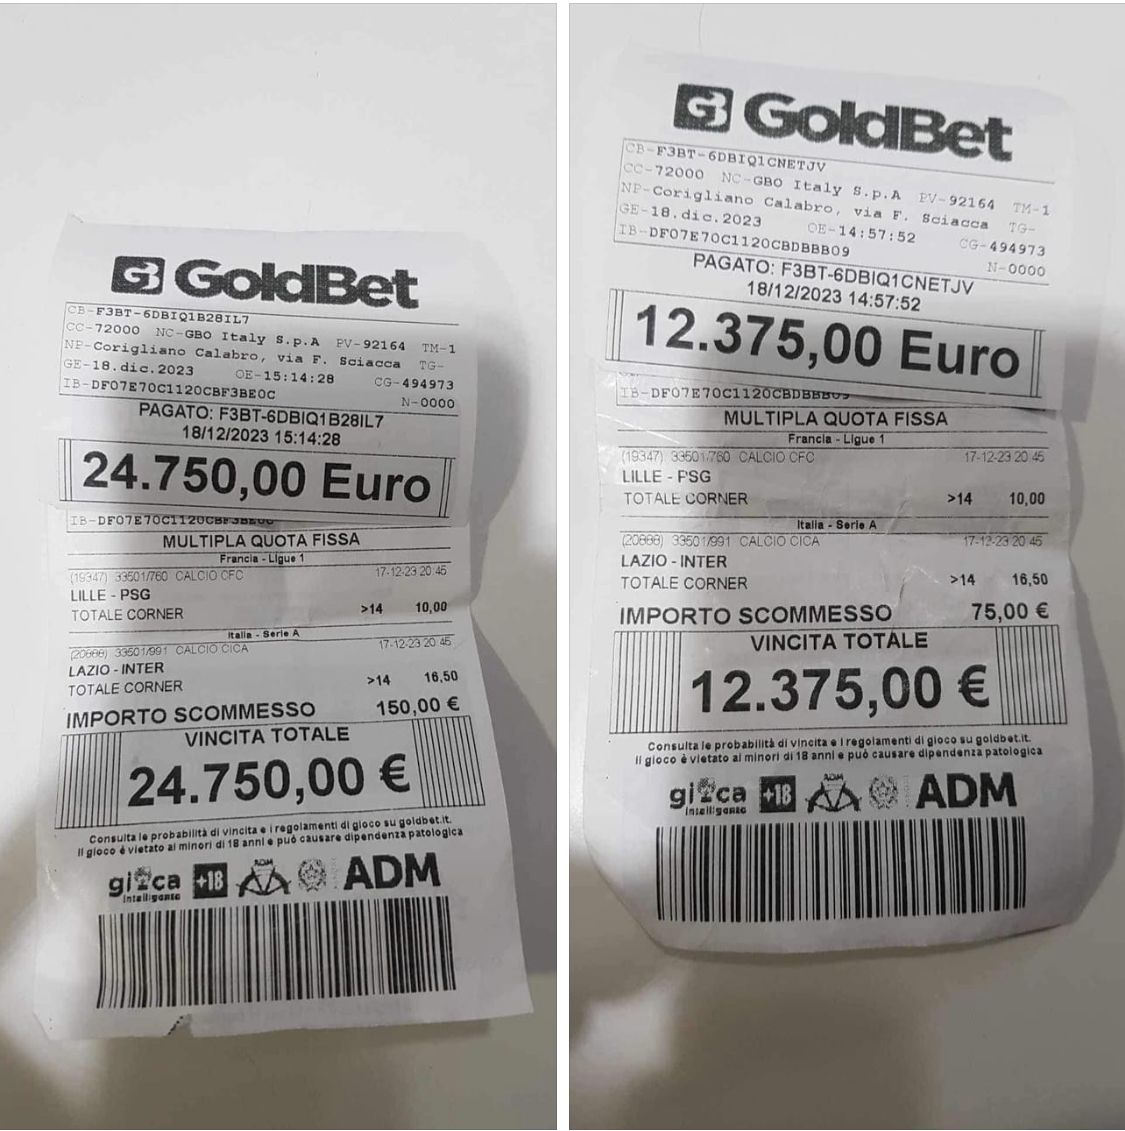 GoldBet
CB-F3BT-6DBIQ1B28IL7
CC-72000 NC-GBO Italy S.p.A PV-92164 TM-1
NP-Corigliano Calabro, via F. Sciacca TG-
GE-18.dic.2023 OE-15:14:28 CG-494973
IB-DF07E70C1120CBF3BE0C N-0000
PAGATO: F3BT-6DBIQ1B28IL7
18/12/2023 15:14:28
24.750,00 Euro
IB-DF07E70C1120CBF3BE0C
MULTIPLA QUOTA FISSA
Francia - Ligue 1
(19347) 33501/760 CALCIO CFC 17-12-23 20:45
LILLE - PSG
TOTALE CORNER >14 10,00
Italia - Serie A
(20888) 33501/991 CALCIO CICA 17-12-23 20:45
LAZIO - INTER
TOTALE CORNER >14 16,50
IMPORTO SCOMMESSO 150,00 €
VINCITA TOTALE
24.750,00 €
Consulta le probabilità di vincita e i regolamenti di gioco su goldbet.it.
Il gioco è vietato ai minori di 18 anni e può causare dipendenza patologica
gioca intelligente +18 ADM ADM
GoldBet
CB-F3BT-6DBIQ1CNETJV
CC-72000 NC-GBO Italy S.p.A PV-92164 TM-1
NP-Corigliano Calabro, via F. Sciacca TG-
GE-18.dic.2023 OE-14:57:52 CG-494973
IB-DF07E70C1120CBDBBB09 N-0000
PAGATO: F3BT-6DBIQ1CNETJV
18/12/2023 14:57:52
12.375,00 Euro
IB-DF07E70C1120CBDBBB09
MULTIPLA QUOTA FISSA
Francia - Ligue 1
(19347) 33501/760 CALCIO CFC 17-12-23 20:45
LILLE - PSG
TOTALE CORNER >14 10,00
Italia - Serie A
(20888) 33501/991 CALCIO CICA 17-12-23 20:45
LAZIO - INTER
TOTALE CORNER >14 16,50
IMPORTO SCOMMESSO 75,00 €
VINCITA TOTALE
12.375,00 €
Consulta le probabilità di vincita e i regolamenti di gioco su goldbet.it.
Il gioco è vietato ai minori di 18 anni e può causare dipendenza patologica
gioca intelligente +18 ADM ADM